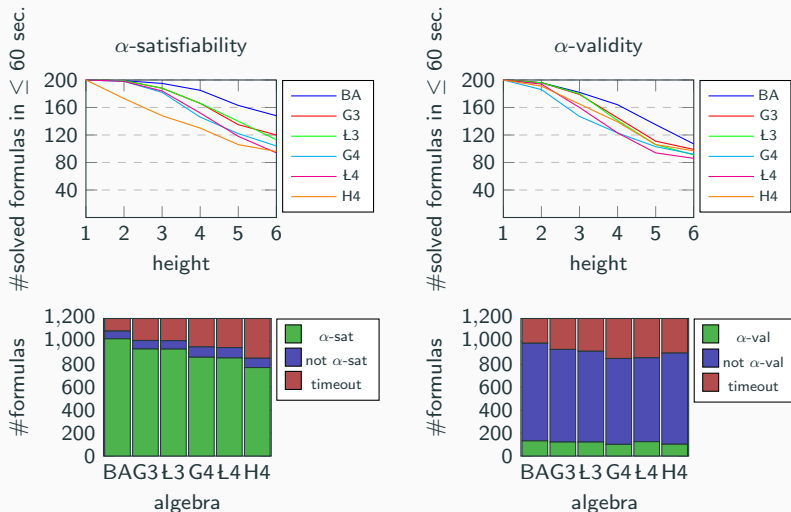 α-satisfiability
#solved formulas in ≤ 60 sec.
200
160
120
80
40
1 2 3 4 5 6
height
BA
G3
Ł3
G4
Ł4
H4
α-validity
#solved formulas in ≤ 60 sec.
200
160
120
80
40
1 2 3 4 5 6
height
BA
G3
Ł3
G4
Ł4
H4
#formulas
1,200
1,000
800
600
400
200
0
BA G3 Ł3 G4 Ł4 H4
algebra
α-sat
not α-sat
timeout
#formulas
1,200
1,000
800
600
400
200
0
BA G3 Ł3 G4 Ł4 H4
algebra
α-val
not α-val
timeout